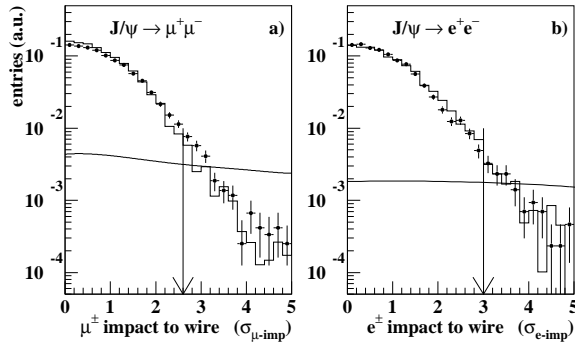 J/ψ → μ⁺μ⁻ a)
J/ψ → e⁺e⁻ b)
entries (a.u.)
10⁻¹
10⁻²
10⁻³
10⁻⁴
10⁻¹
10⁻²
10⁻³
10⁻⁴
0 1 2 3 4 5
0 1 2 3 4 5
μ± impact to wire (σμ-imp)
e± impact to wire (σe-imp)